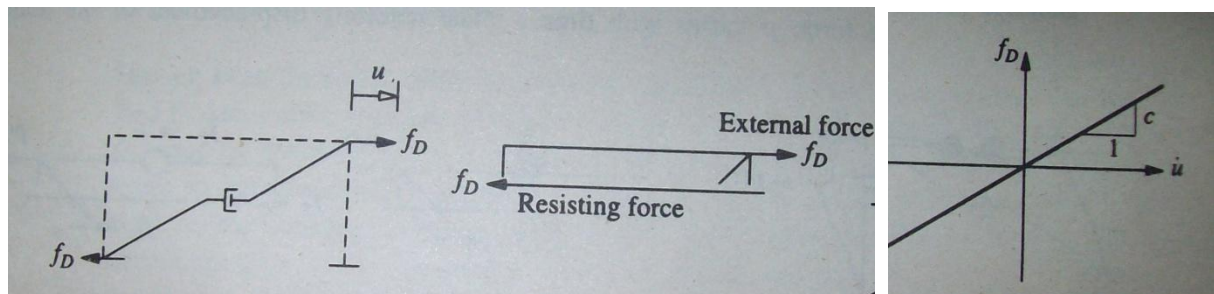 u
f_D
f_D
External force
f_D
f_D
Resisting force
f_D
c
1
u̇